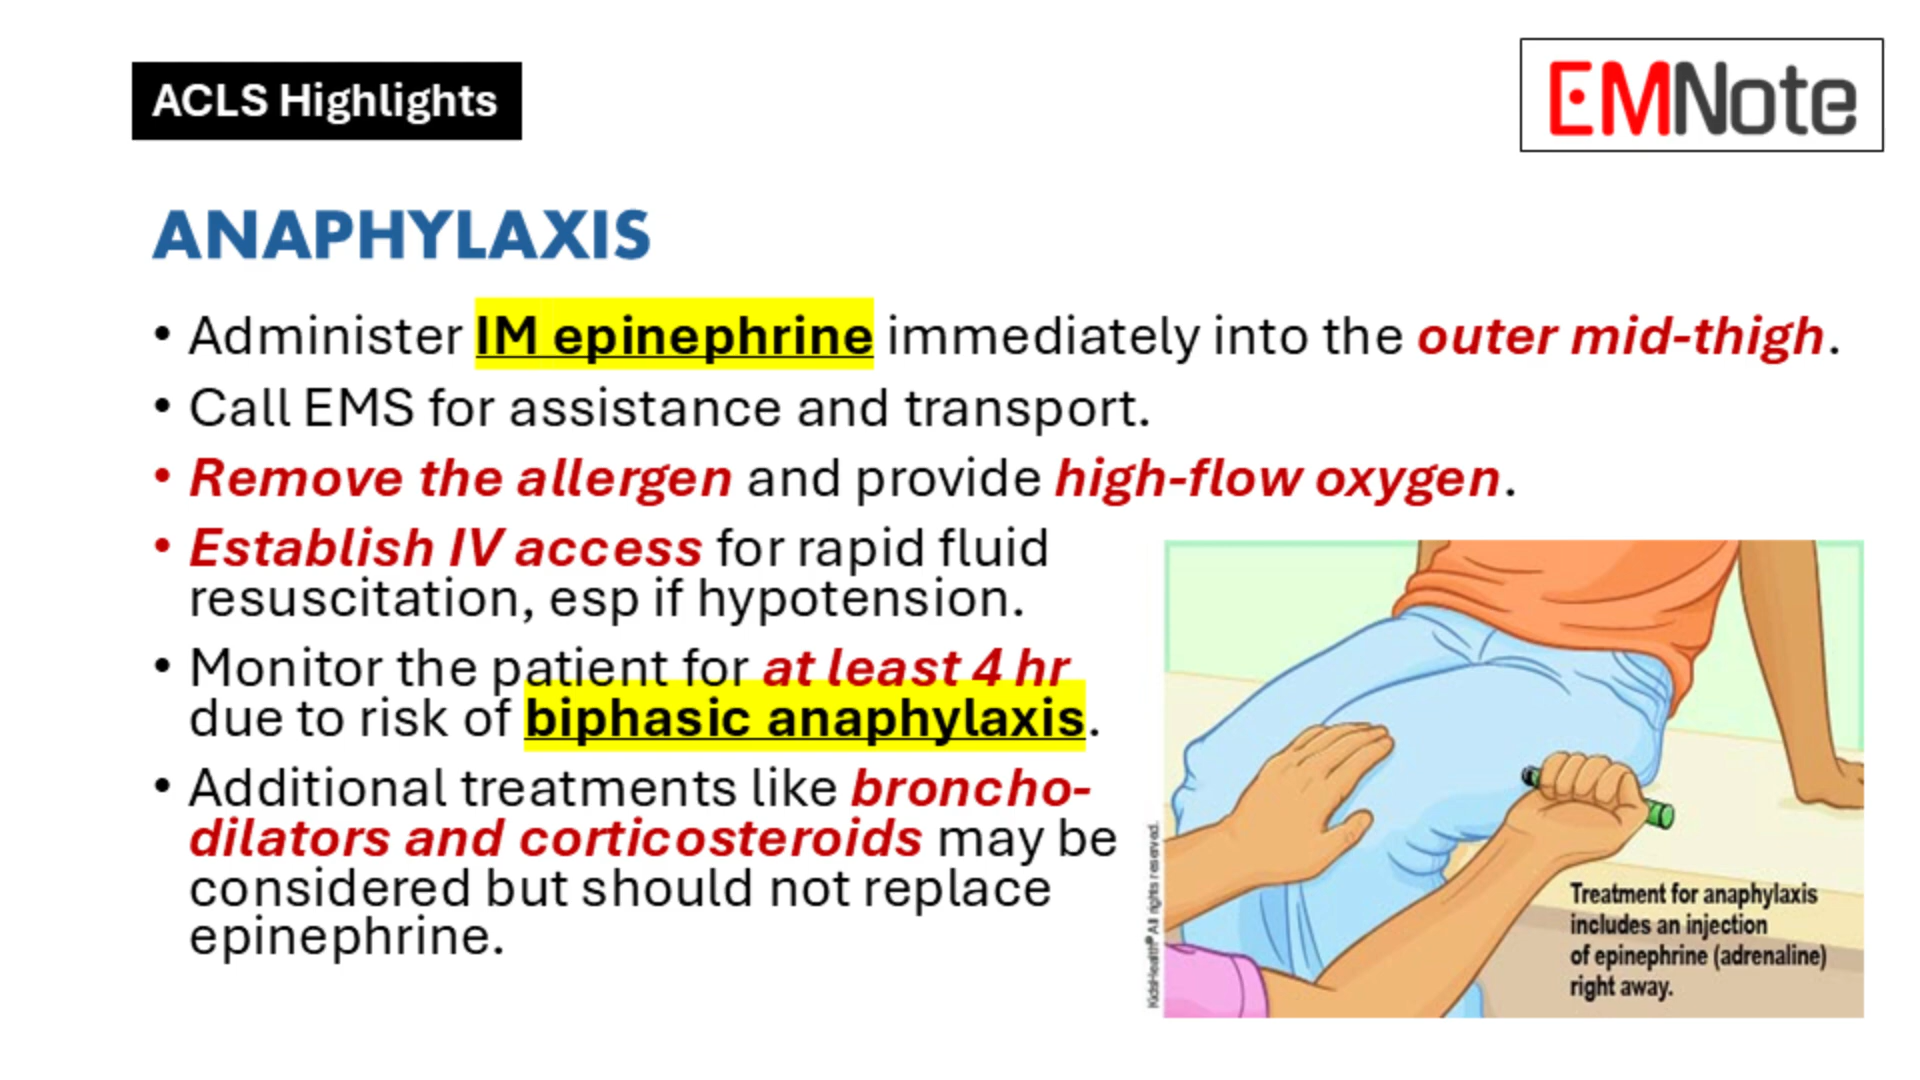 ACLS Highlights
EMNote
ANAPHYLAXIS
• Administer IM epinephrine immediately into the outer mid-thigh.
• Call EMS for assistance and transport.
• Remove the allergen and provide high-flow oxygen.
• Establish IV access for rapid fluid
resuscitation, esp if hypotension.
• Monitor the patient for at least 4 hr
due to risk of biphasic anaphylaxis.
• Additional treatments like broncho-
dilators and corticosteroids may be
considered but should not replace
epinephrine.
KidsHealth® All rights reserved.
Treatment for anaphylaxis
includes an injection
of epinephrine (adrenaline)
right away.